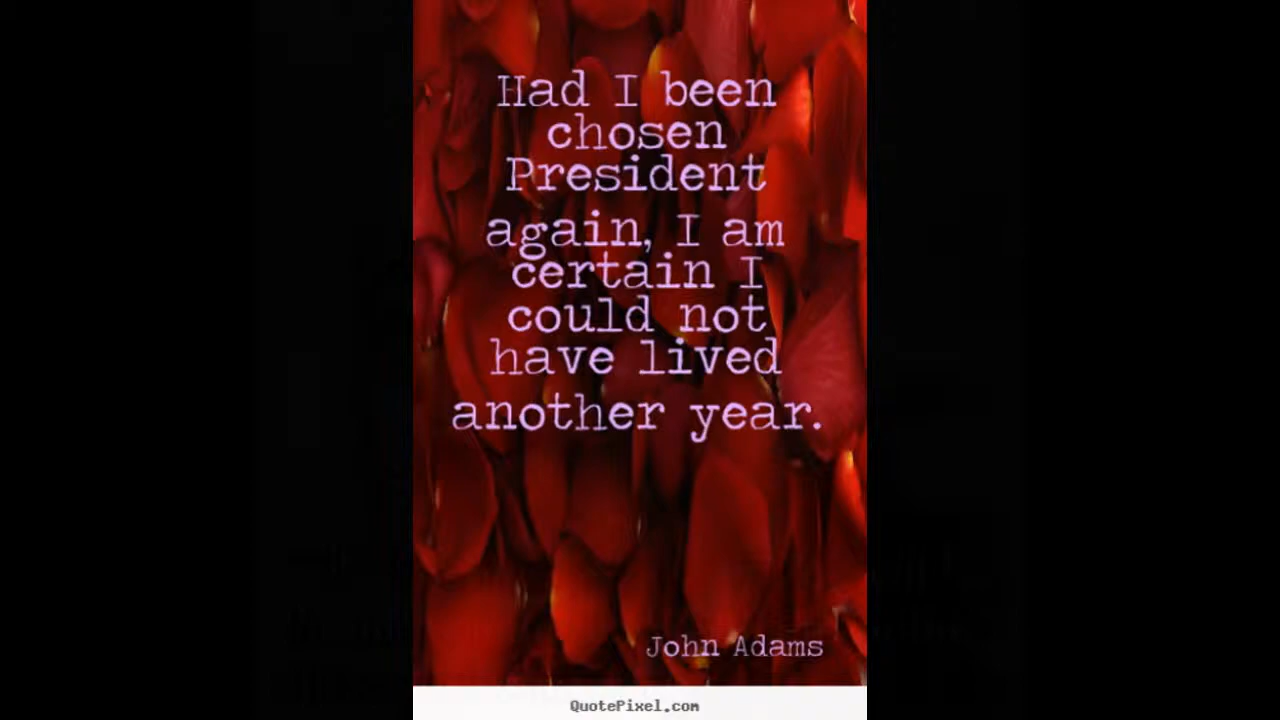 Had I been
chosen
President
again, I am
certain I
could not
have lived
another year.
John Adams
QuotePixel.com